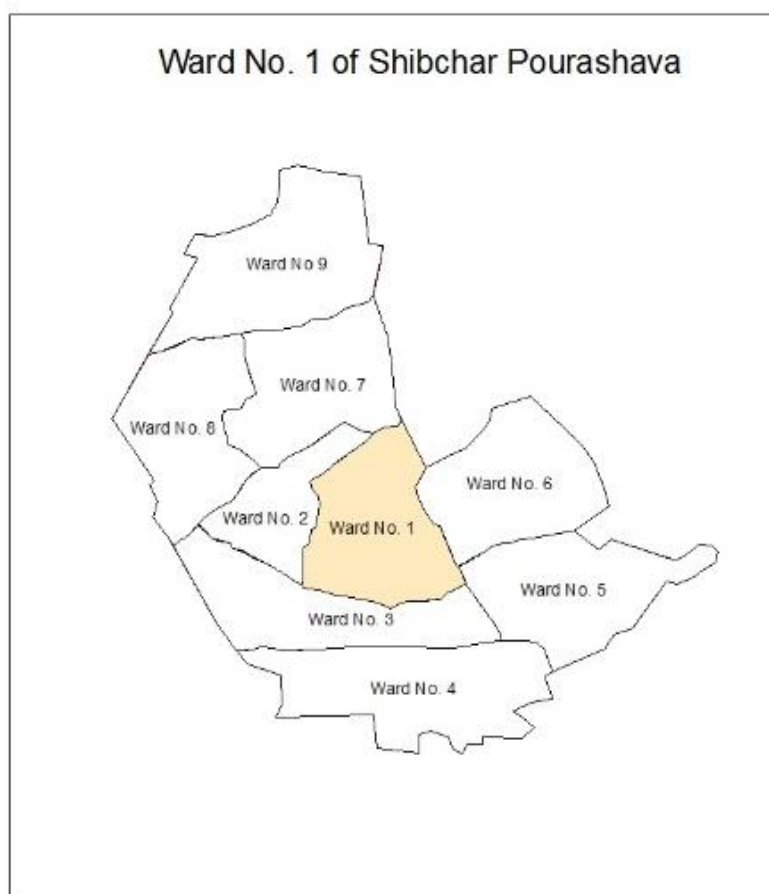 Ward No. 1 of Shibchar Pourashava
Ward No 9
Ward No. 7
Ward No. 8
Ward No. 6
Ward No. 2
Ward No. 1
Ward No. 5
Ward No. 3
Ward No. 4